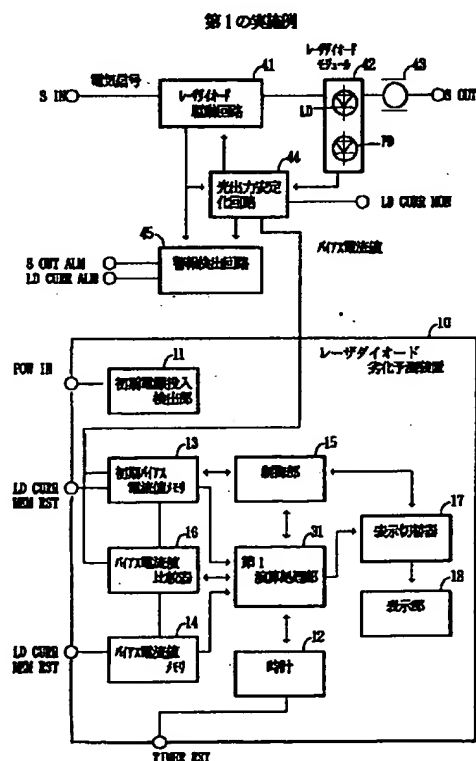 第１の実施例
レーザダイオード
モジュール
41
42
43
電気信号
S IN
レーザダイオード
駆動回路
LD
S OUT
PD
44
光出力安定
化回路
LD CURR MON
45
警報検出回路
S OUT ALM
LD CURR ALM
バイアス電流値
10
レーザダイオード
劣化予測装置
POW IN
11
初期電源投入
検出部
13
初期バイアス
電流値メモリ
LD CURR
MEM RST
15
制御部
17
表示切替器
16
バイアス電流値
比較器
31
第１
演算処理部
18
表示部
14
バイアス電流値
メモリ
LD CURR
MEM RST
12
時計
TIMER RST